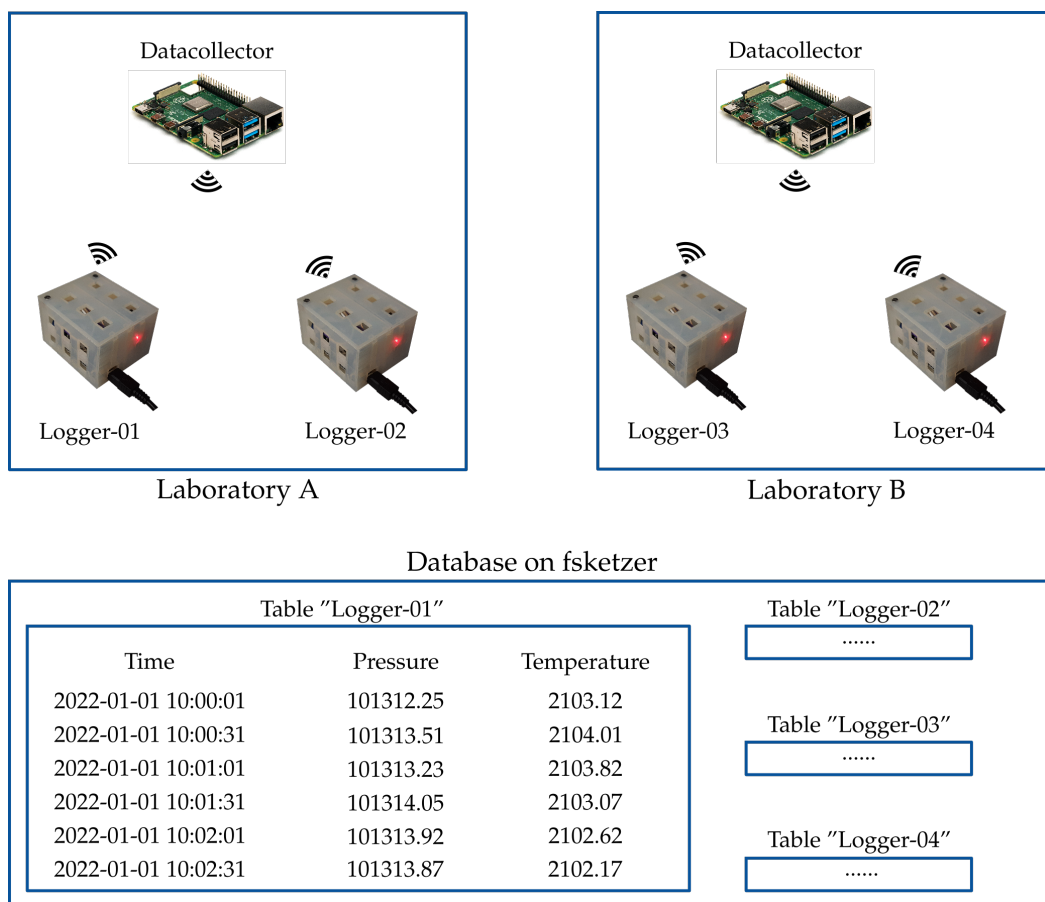 Datacollector
Datacollector
Logger-01
Logger-02
Logger-03
Logger-04
Laboratory A
Laboratory B
Database on fsketzer
Table ”Logger-01”
Time Pressure Temperature
2022-01-01 10:00:01 101312.25 2103.12
2022-01-01 10:00:31 101313.51 2104.01
2022-01-01 10:01:01 101313.23 2103.82
2022-01-01 10:01:31 101314.05 2103.07
2022-01-01 10:02:01 101313.92 2102.62
2022-01-01 10:02:31 101313.87 2102.17
Table ”Logger-02”
......
Table ”Logger-03”
......
Table ”Logger-04”
......